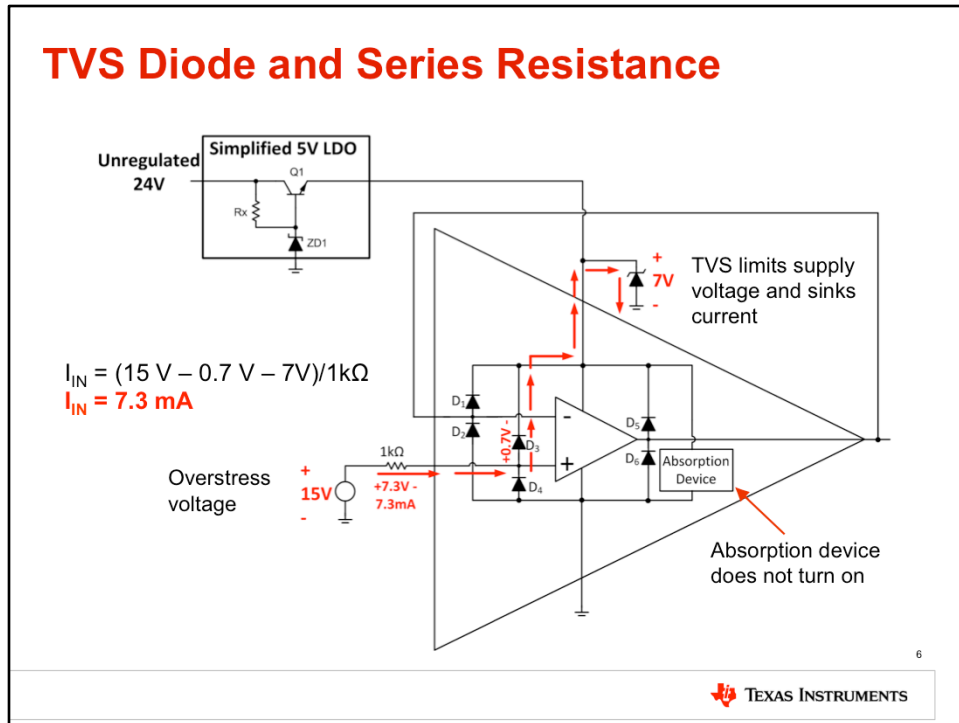 TVS Diode and Series Resistance
Simplified 5V LDO
Unregulated
24V
Q1
Rx
ZD1
+
7V
-
TVS limits supply
voltage and sinks
current
I_IN = (15 V – 0.7 V – 7V)/1kΩ
I_IN = 7.3 mA
D1
D2
+0.7V -
D3
D4
-
+
D5
D6
Absorption
Device
1kΩ
+7.3V -
7.3mA
Overstress
voltage
+
15V
-
Absorption device
does not turn on
6
TEXAS INSTRUMENTS